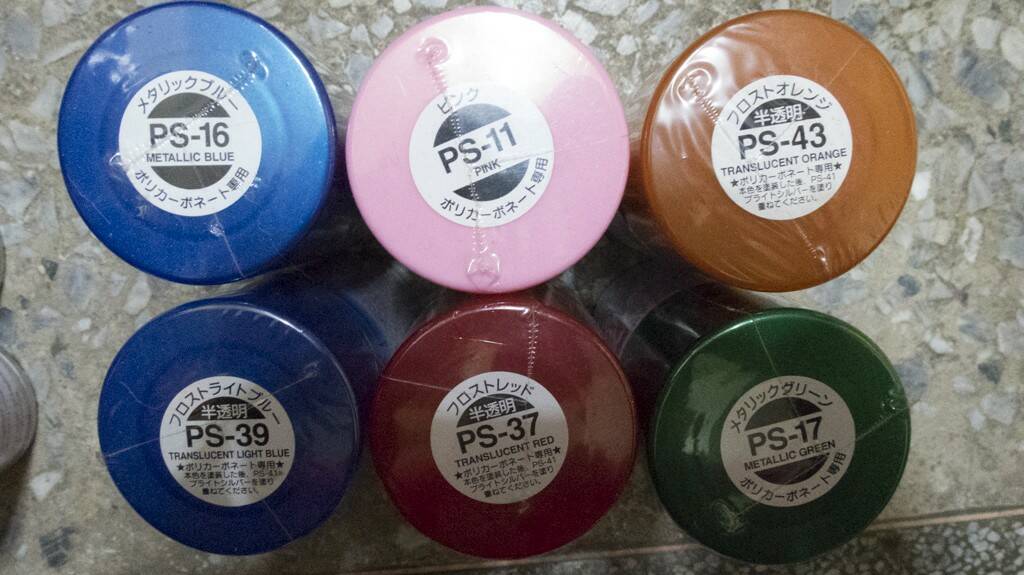 メタリックブルー
PS-16
METALLIC BLUE
ポリカーボネート専用
ピンク
PS-11
PINK
ポリカーボネート専用
フロストオレンジ
半透明
PS-43
TRANSLUCENT ORANGE
★ポリカーボネート専用★
本色を塗装した後、PS-41
ブライトシルバーを塗り
重ねてください。
フロストライトブルー
半透明
PS-39
TRANSLUCENT LIGHT BLUE
★ポリカーボネート専用★
本色を塗装した後、PS-41
ブライトシルバーを塗り
重ねてください。
フロストレッド
半透明
PS-37
TRANSLUCENT RED
★ポリカーボネート専用★
本色を塗装した後、PS-41
ブライトシルバーを塗り
重ねてください。
メタリックグリーン
PS-17
METALLIC GREEN
ポリカーボネート専用